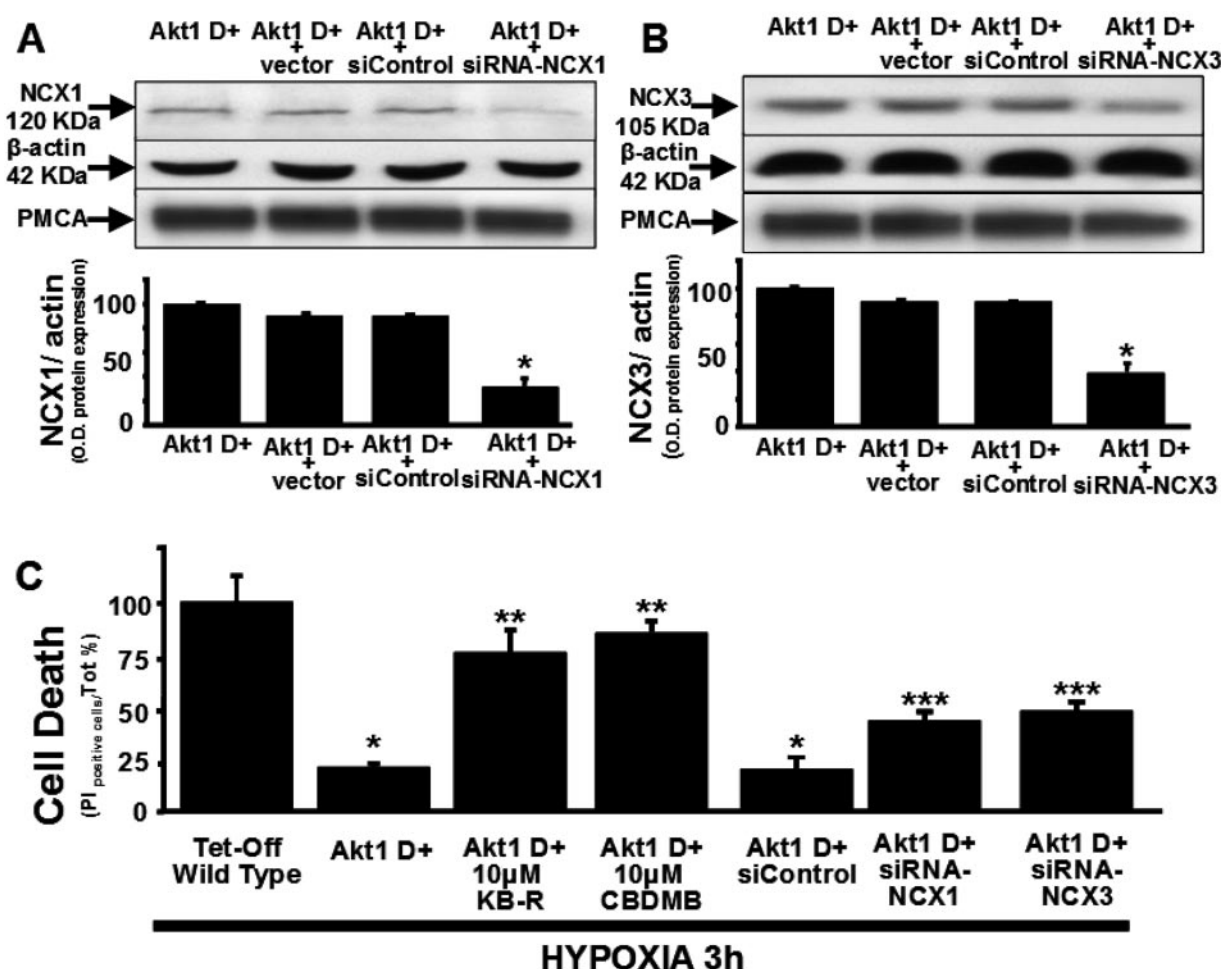 A
Akt1 D+
Akt1 D+
+
vector
Akt1 D+
+
siControl
Akt1 D+
+
siRNA-NCX1
NCX1
120 KDa
β-actin
42 KDa
PMCA
NCX1/ actin
(O.D. protein expression)
100
50
0
*
Akt1 D+
Akt1 D+
+
vector
Akt1 D+
+
siControl
Akt1 D+
+
siRNA-NCX1
B
Akt1 D+
Akt1 D+
+
vector
Akt1 D+
+
siControl
Akt1 D+
+
siRNA-NCX3
NCX3
105 KDa
β-actin
42 KDa
PMCA
NCX3/ actin
(O.D. protein expression)
100
50
0
*
Akt1 D+
Akt1 D+
+
vector
Akt1 D+
+
siControl
Akt1 D+
+
siRNA-NCX3
C
Cell Death
(PI positive cells/Tot %)
100
75
50
25
0
*
**
**
*
***
***
Tet-Off
Wild Type
Akt1 D+
Akt1 D+
10µM
KB-R
Akt1 D+
10µM
CBDMB
Akt1 D+
siControl
Akt1 D+
siRNA-
NCX1
Akt1 D+
siRNA-
NCX3
HYPOXIA 3h